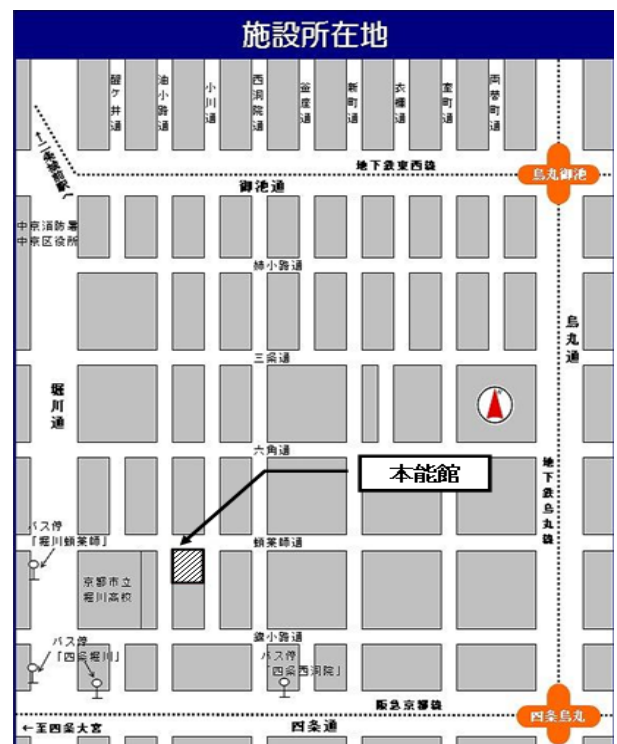 施設所在地
醒ケ井通
油小路通
小川通
西洞院通
釜座通
新町通
衣棚通
室町通
両替町通
←二条城前駅へ
地下鉄東西線
烏丸御池
御池通
中京消防署
中京区役所
姉小路通
烏丸通
三条通
堀川通
六角通
本能館
地下鉄烏丸線
バス停
「堀川蛸薬師」
蛸薬師通
京都市立
堀川高校
錦小路通
バス停
「四条堀川」
バス停
「四条西洞院」
阪急京都線
四条烏丸
←至四条大宮
四条通